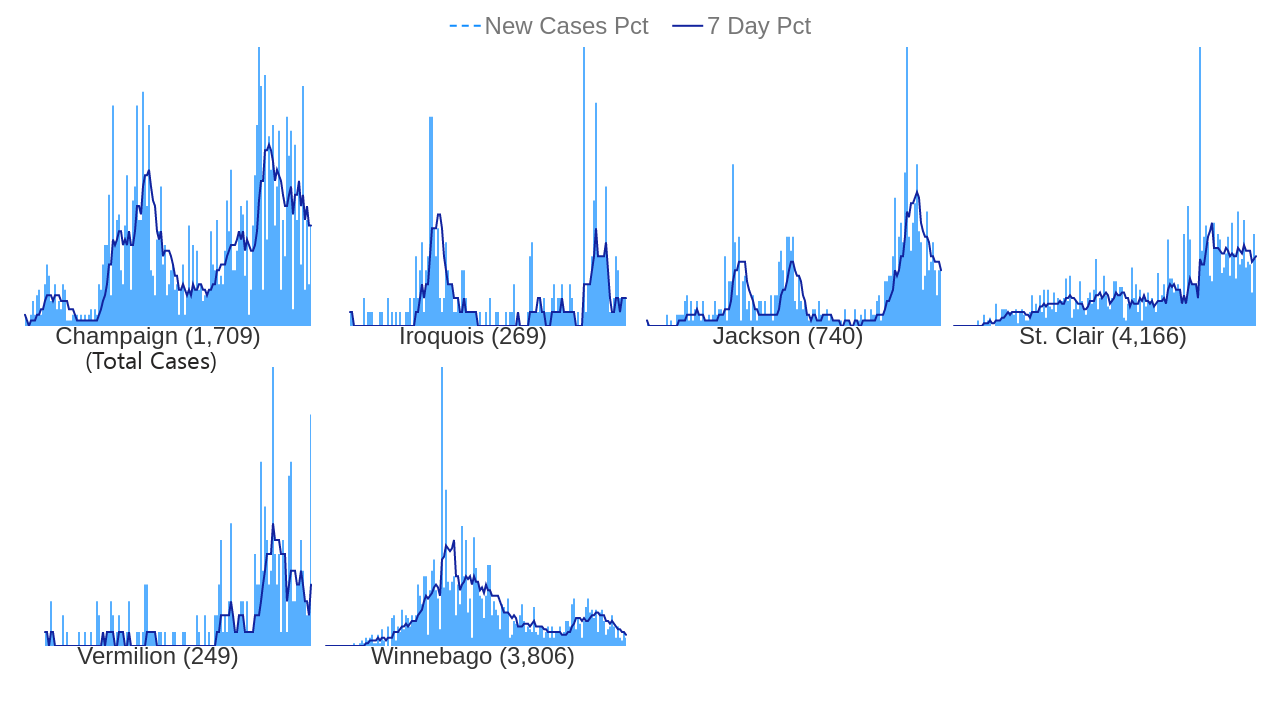 New Cases Pct 7 Day Pct
Champaign (1,709)
(Total Cases)
Iroquois (269)
Jackson (740)
St. Clair (4,166)
Vermilion (249)
Winnebago (3,806)